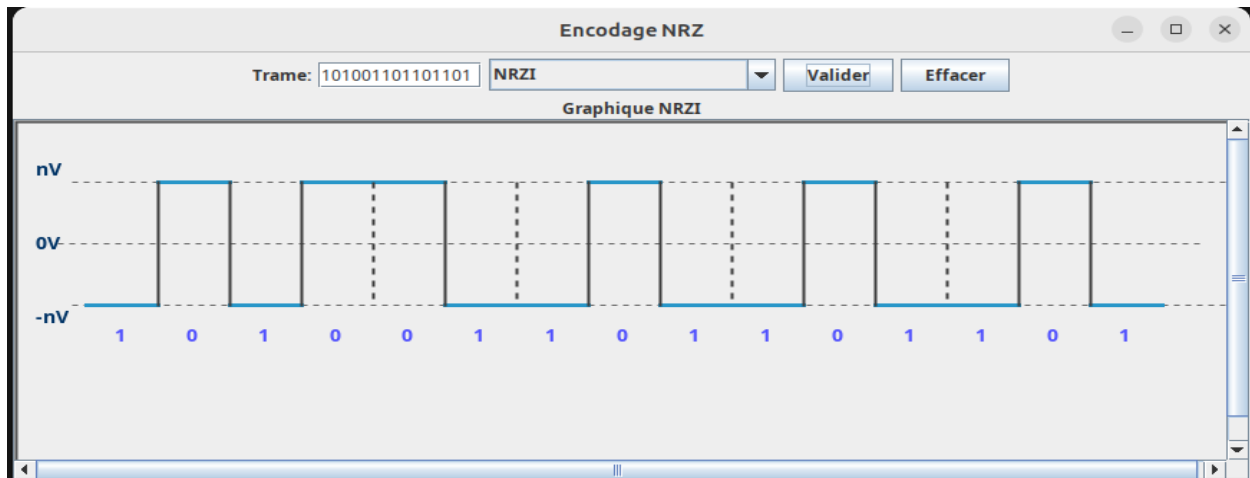 Encodage NRZ
Trame: 101001101101101 NRZI Valider Effacer
Graphique NRZI
nV
0V
-nV
1 0 1 0 0 1 1 0 1 1 0 1 1 0 1